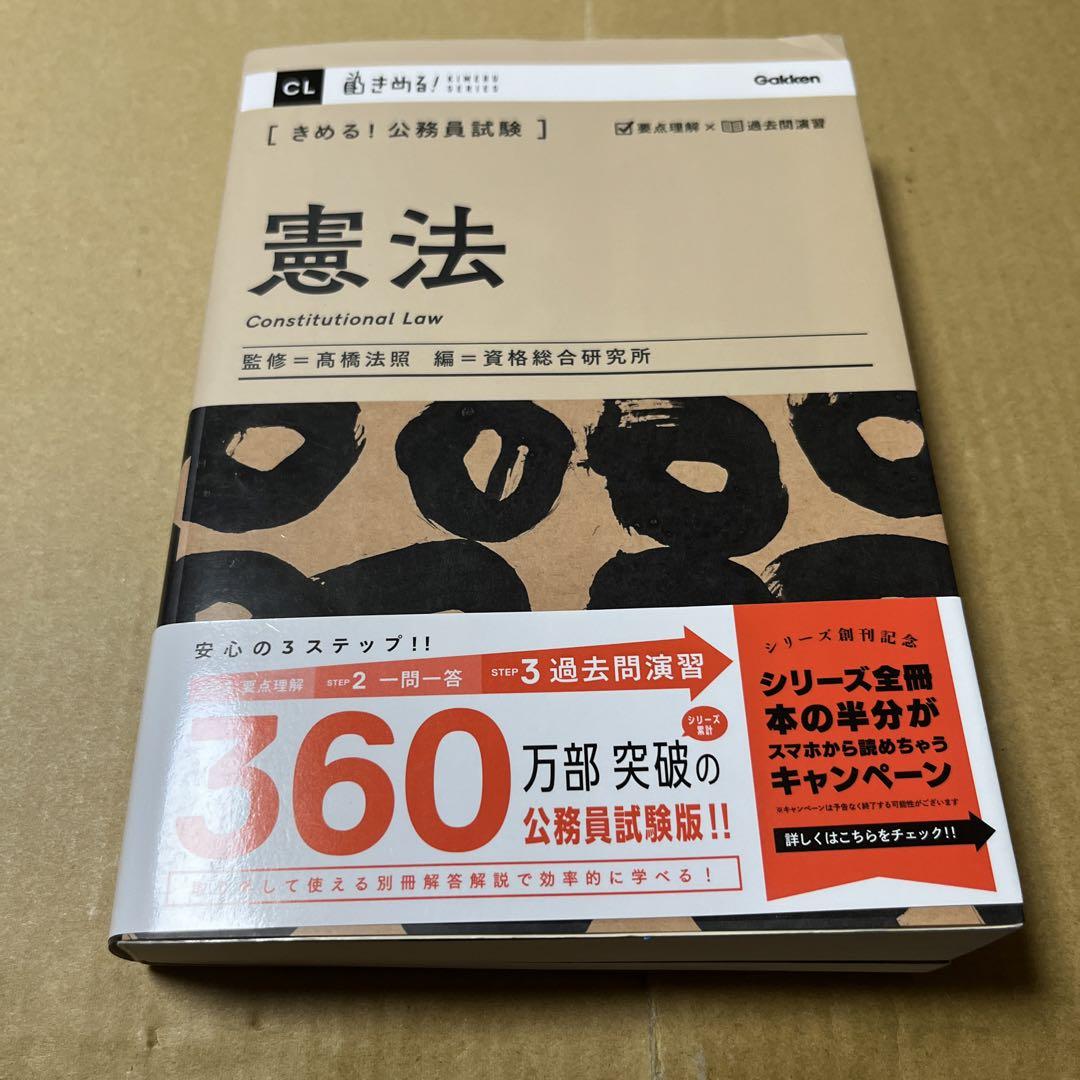 CL
きめる! KIMERU SERIES
Gakken
[きめる! 公務員試験]
要点理解×過去問演習
憲法
Constitutional Law
監修=髙橋法照 編=資格総合研究所
安心の3ステップ!!
要点理解 STEP2 一問一答 STEP3 過去問演習
シリーズ累計
360万部 突破の
公務員試験版!!
して使える別冊解答解説で効率的に学べる!
シリーズ創刊記念
シリーズ全冊
本の半分が
スマホから読めちゃう
キャンペーン
※キャンペーンは予告なく終了する可能性がございます
詳しくはこちらをチェック!!